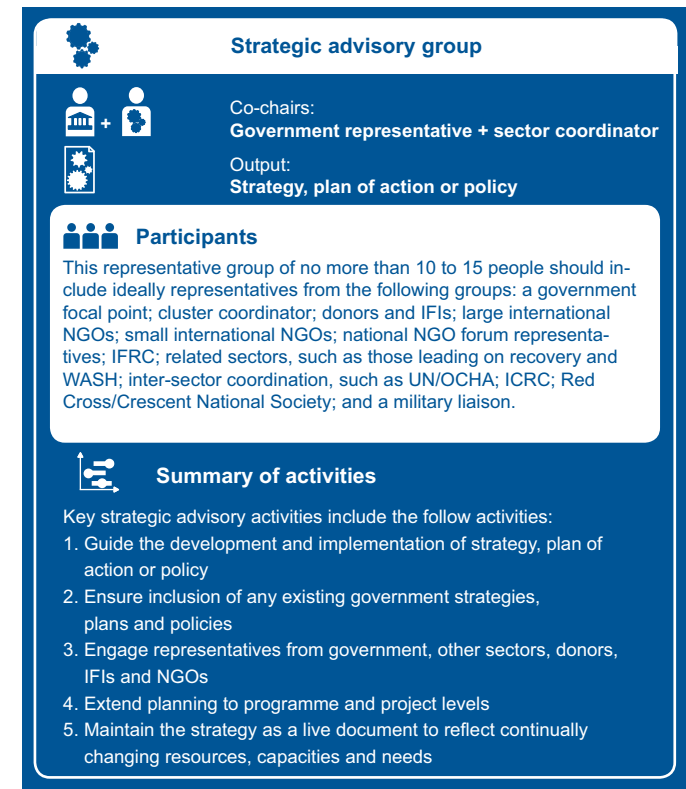 Strategic advisory group
+
Co-chairs:
Government representative + sector coordinator
Output:
Strategy, plan of action or policy
Participants
This representative group of no more than 10 to 15 people should in-
clude ideally representatives from the following groups: a government
focal point; cluster coordinator; donors and IFIs; large international
NGOs; small international NGOs; national NGO forum representa-
tives; IFRC; related sectors, such as those leading on recovery and
WASH; inter-sector coordination, such as UN/OCHA; ICRC; Red
Cross/Crescent National Society; and a military liaison.
Summary of activities
Key strategic advisory activities include the follow activities:
1. Guide the development and implementation of strategy, plan of
action or policy
2. Ensure inclusion of any existing government strategies,
plans and policies
3. Engage representatives from government, other sectors, donors,
IFIs and NGOs
4. Extend planning to programme and project levels
5. Maintain the strategy as a live document to reflect continually
changing resources, capacities and needs